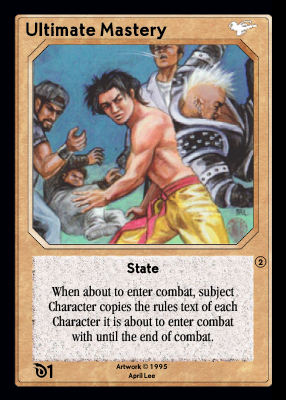 Ultimate Mastery
2
State
When about to enter combat, subject
Character copies the rules text of each
Character it is about to enter combat
with until the end of combat.
1
Artwork © 1995
April Lee